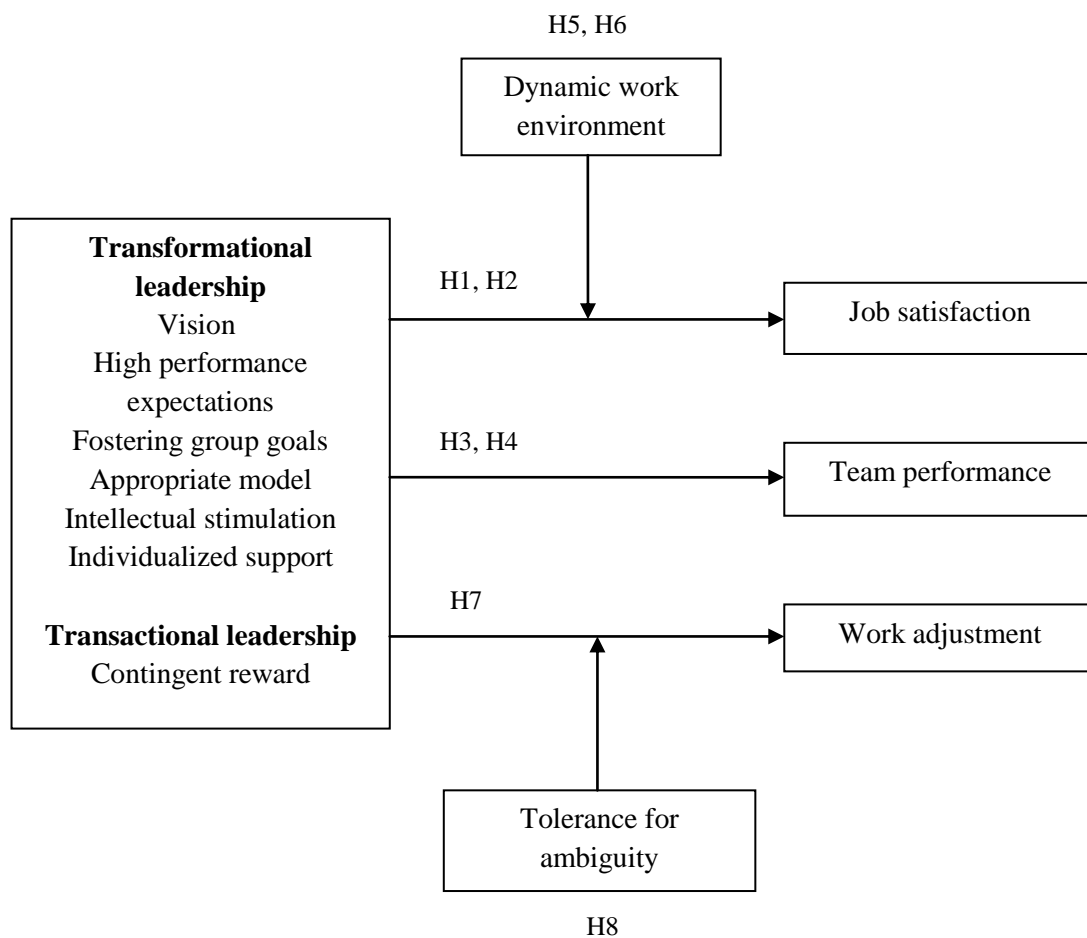 H5, H6
Dynamic work
environment
Transformational
leadership
Vision
High performance
expectations
Fostering group goals
Appropriate model
Intellectual stimulation
Individualized support
Transactional leadership
Contingent reward
H1, H2
Job satisfaction
H3, H4
Team performance
H7
Work adjustment
Tolerance for
ambiguity
H8